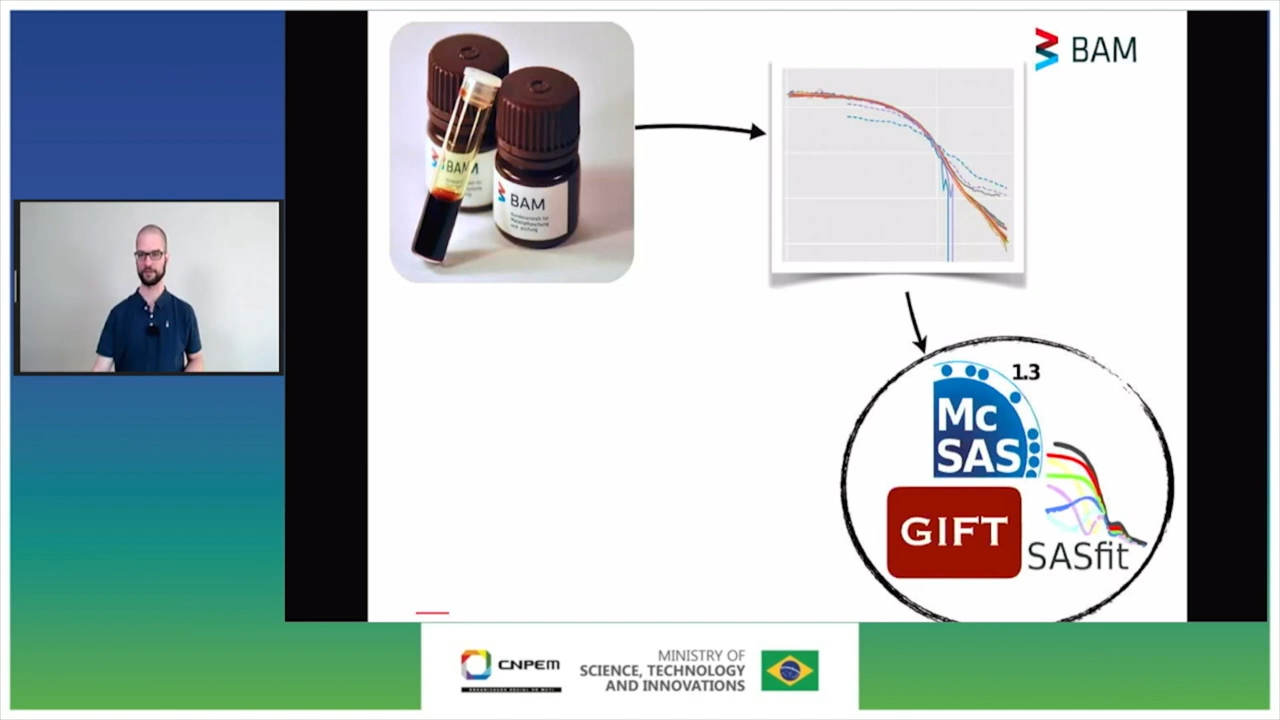 BAM
BAM
BAM
1.3
Mc
SAS
GIFT
SASfit
CNPEM
MINISTRY OF
SCIENCE, TECHNOLOGY
AND INNOVATIONS